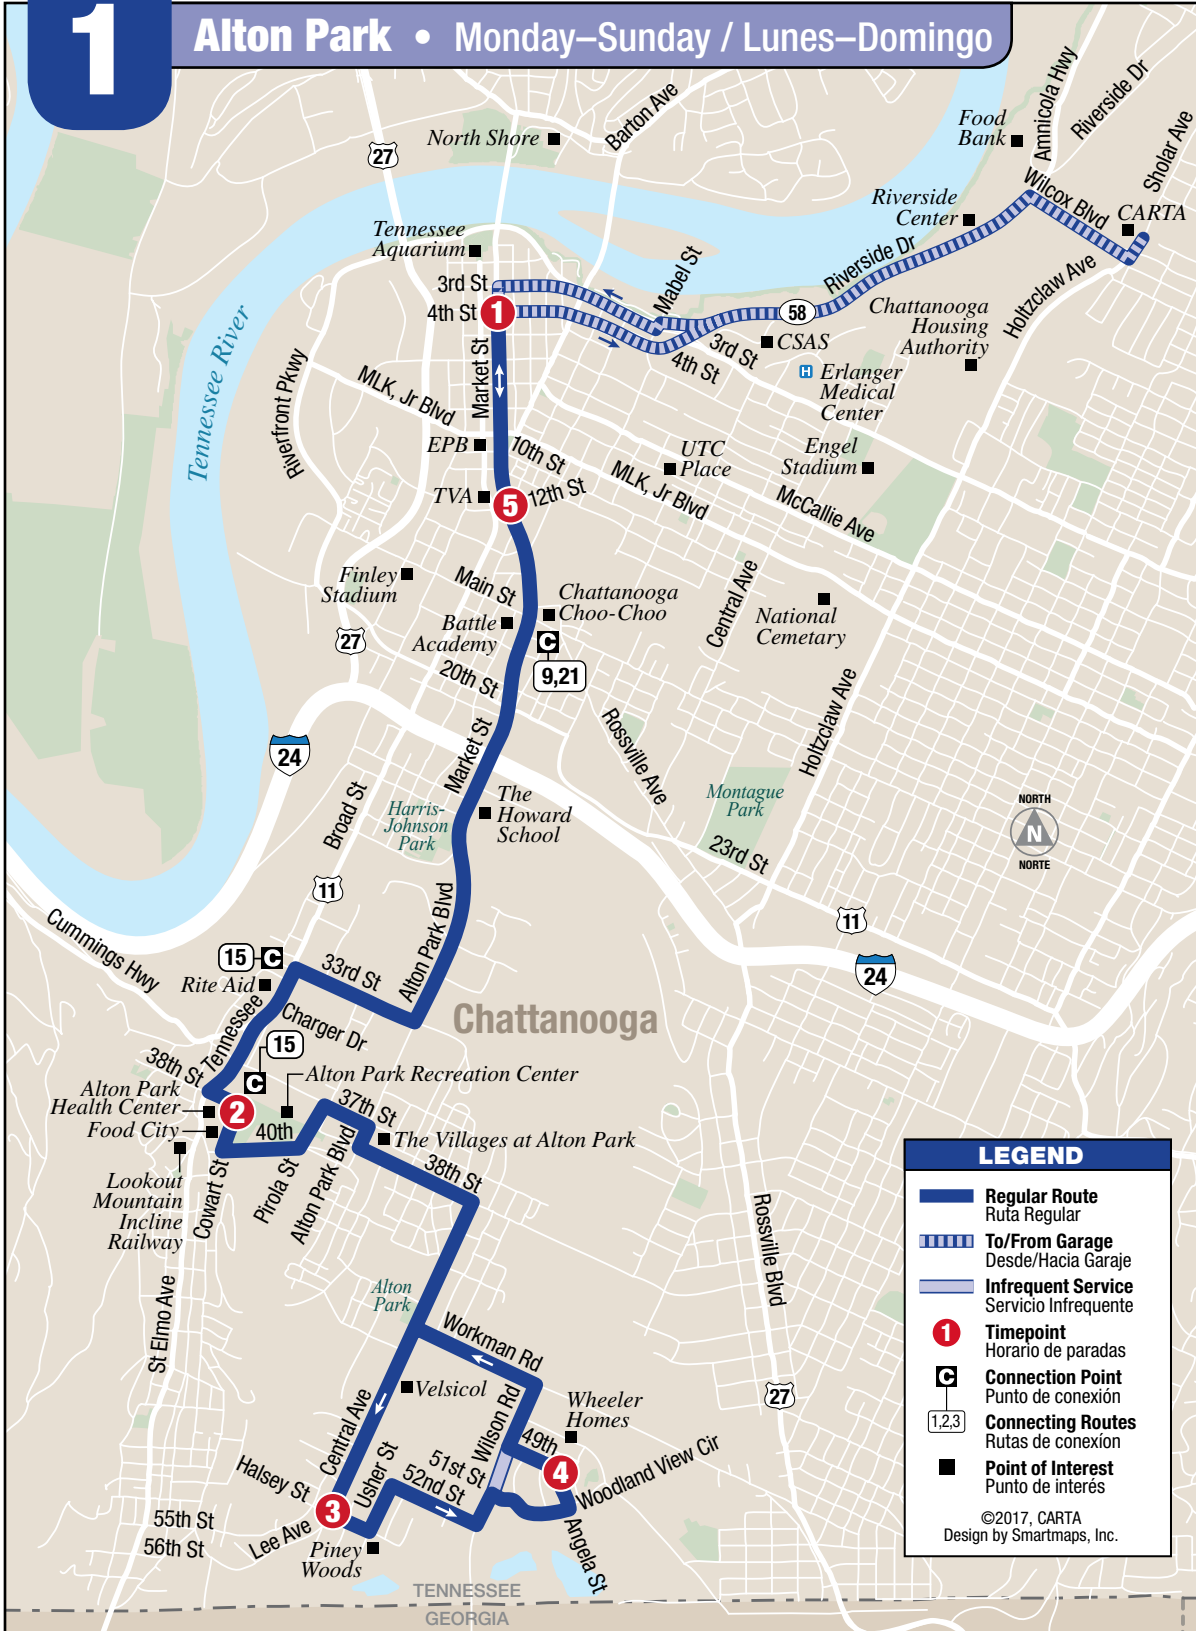 1
Alton Park • Monday–Sunday / Lunes–Domingo
27
North Shore
Barton Ave
Food
Bank
Amnicola Hwy
Riverside Dr
Sholar Ave
Wilcox Blvd
CARTA
Riverside
Center
Riverside Dr
Holtzclaw Ave
Tennessee
Aquarium
3rd St
4th St
1
Mabel St
58
3rd St
4th St
CSAS
Chattanooga
Housing
Authority
H
Erlanger
Medical
Center
Tennessee River
Riverfront Pkwy
Market St
MLK, Jr Blvd
EPB
10th St
MLK, Jr Blvd
UTC
Place
Engel
Stadium
McCallie Ave
TVA
5
12th St
Finley
Stadium
Main St
Chattanooga
Choo-Choo
Battle
Academy
C
9,21
Central Ave
National
Cemetary
27
20th St
24
Market St
Rossville Ave
Holtzclaw Ave
Broad St
Harris-
Johnson
Park
The
Howard
School
Montague
Park
23rd St
NORTH
N
NORTE
11
11
24
Cummings Hwy
Alton Park Blvd
15
C
33rd St
Rite Aid
Tennessee
Charger Dr
Chattanooga
38th St
15
C
Alton Park Recreation Center
Alton Park
Health Center
2
Food City
40th
37th St
The Villages at Alton Park
38th St
Lookout
Mountain
Incline
Railway
Cowart St
Pirola St
Alton Park Blvd
Rossville Blvd
St Elmo Ave
Alton
Park
Workman Rd
Velsicol
Central Ave
Wilson Rd
Wheeler
Homes
49th
27
Halsey St
Usher St
51st St
52nd St
4
Woodland View Cir
3
55th St
56th St
Lee Ave
Piney
Woods
Angela St
TENNESSEE
GEORGIA
LEGEND
Regular Route
Ruta Regular
To/From Garage
Desde/Hacia Garaje
Infrequent Service
Servicio Infrequente
1
Timepoint
Horario de paradas
C
Connection Point
Punto de conexión
1,2,3
Connecting Routes
Rutas de conexíon
Point of Interest
Punto de interés
©2017, CARTA
Design by Smartmaps, Inc.